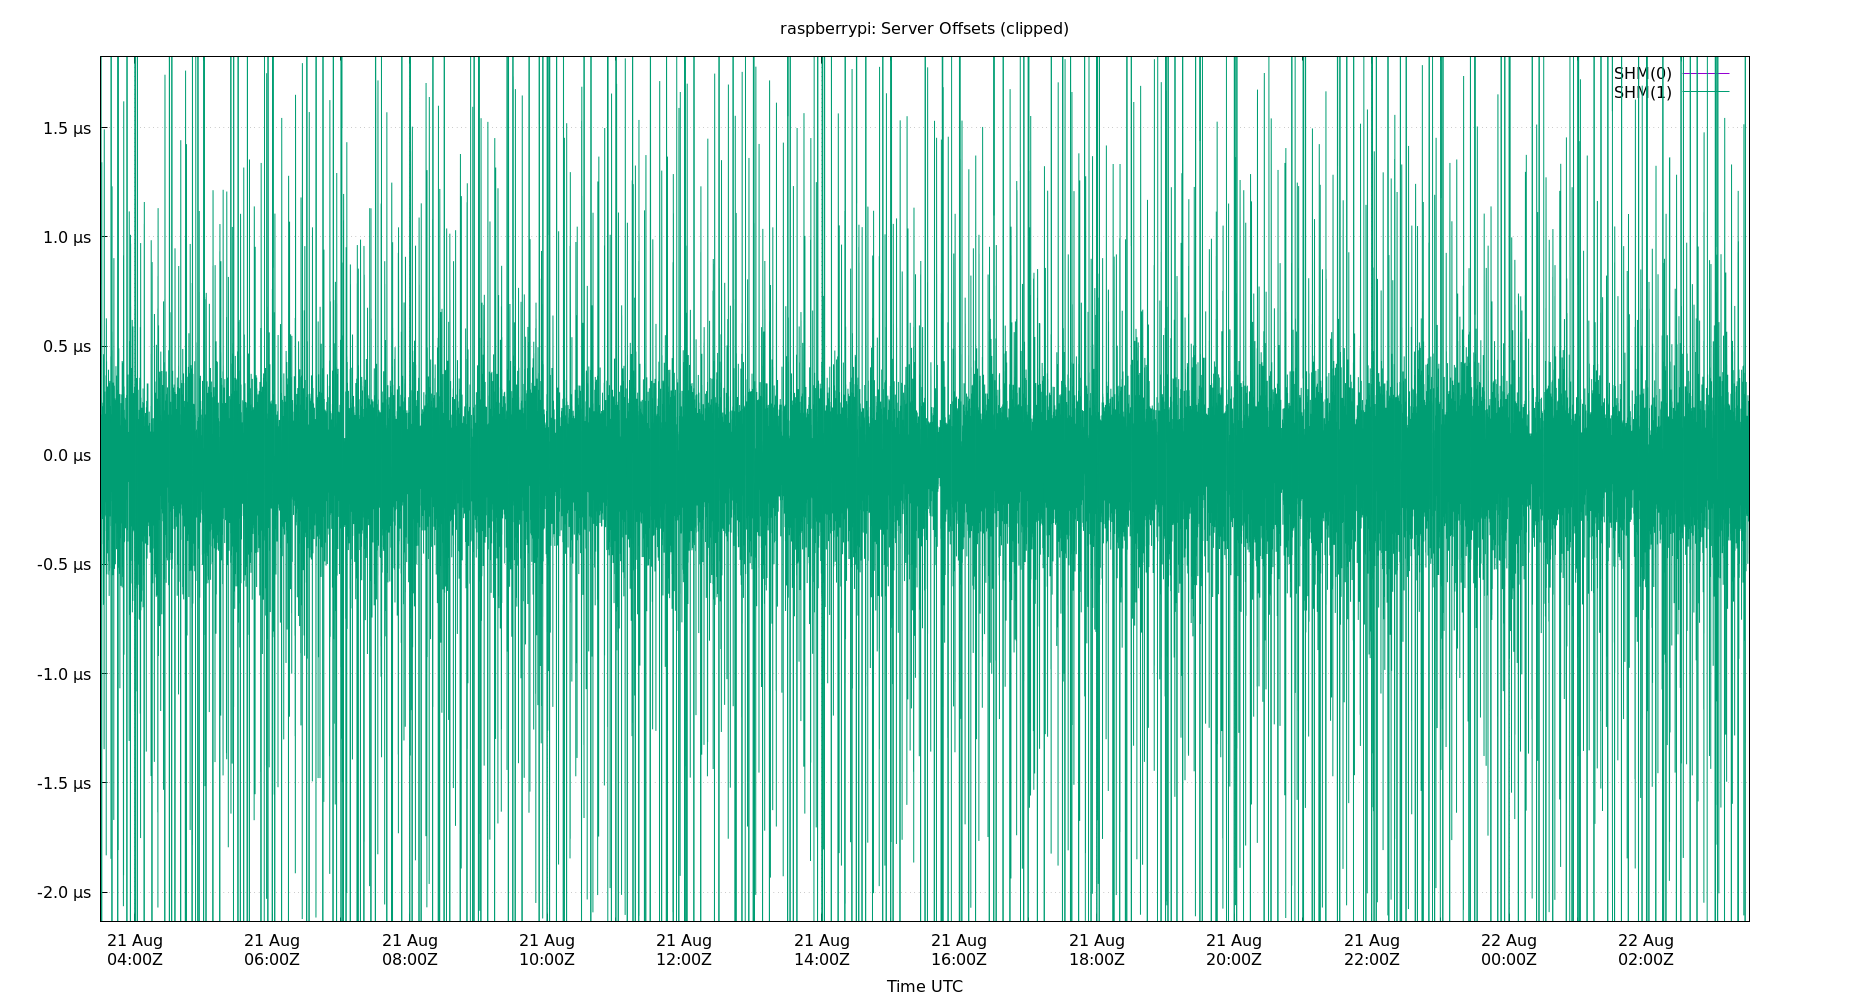 raspberrypi: Server Offsets (clipped)
SHM(0)
SHM(1)
1.5 µs
1.0 µs
0.5 µs
0.0 µs
-0.5 µs
-1.0 µs
-1.5 µs
-2.0 µs
21 Aug 21 Aug 21 Aug 21 Aug 21 Aug 21 Aug 21 Aug 21 Aug 21 Aug 21 Aug 22 Aug 22 Aug
04:00Z 06:00Z 08:00Z 10:00Z 12:00Z 14:00Z 16:00Z 18:00Z 20:00Z 22:00Z 00:00Z 02:00Z
Time UTC